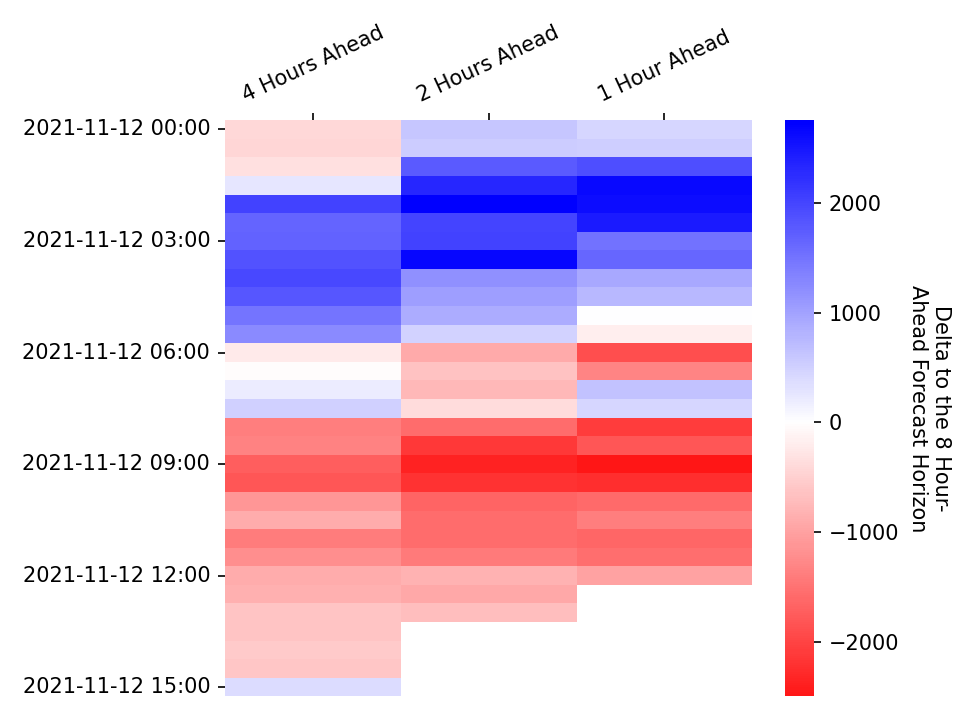 4 Hours Ahead
2 Hours Ahead
1 Hour Ahead
2021-11-12 00:00
2021-11-12 03:00
2021-11-12 06:00
2021-11-12 09:00
2021-11-12 12:00
2021-11-12 15:00
2000
1000
0
−1000
−2000
Delta to the 8 Hour-
Ahead Forecast Horizon